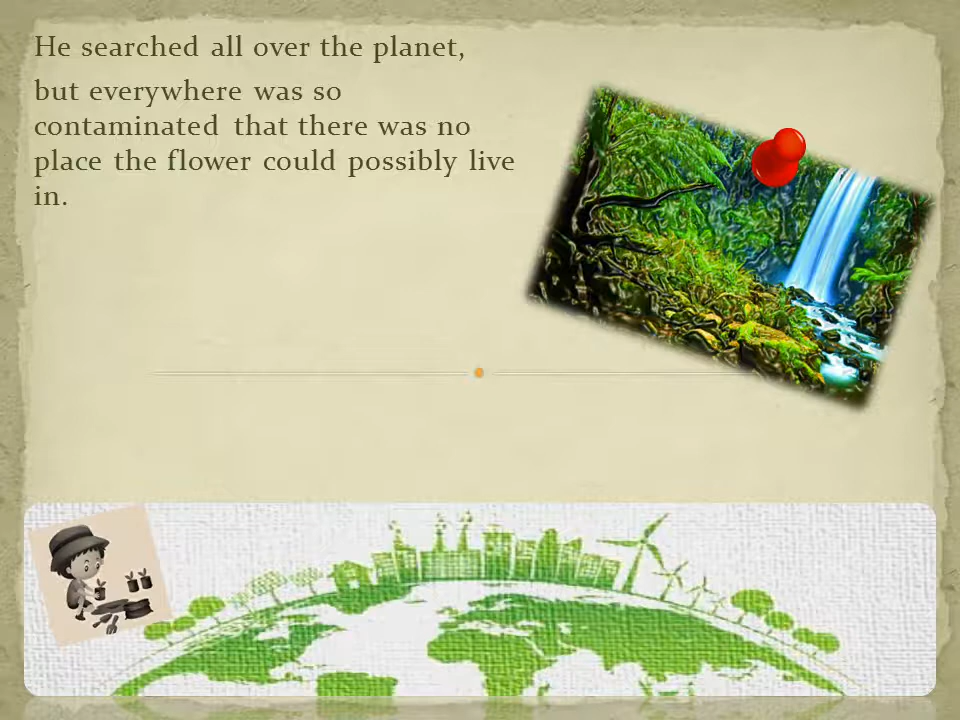 He searched all over the planet,
but everywhere was so
contaminated that there was no
place the flower could possibly live
in.